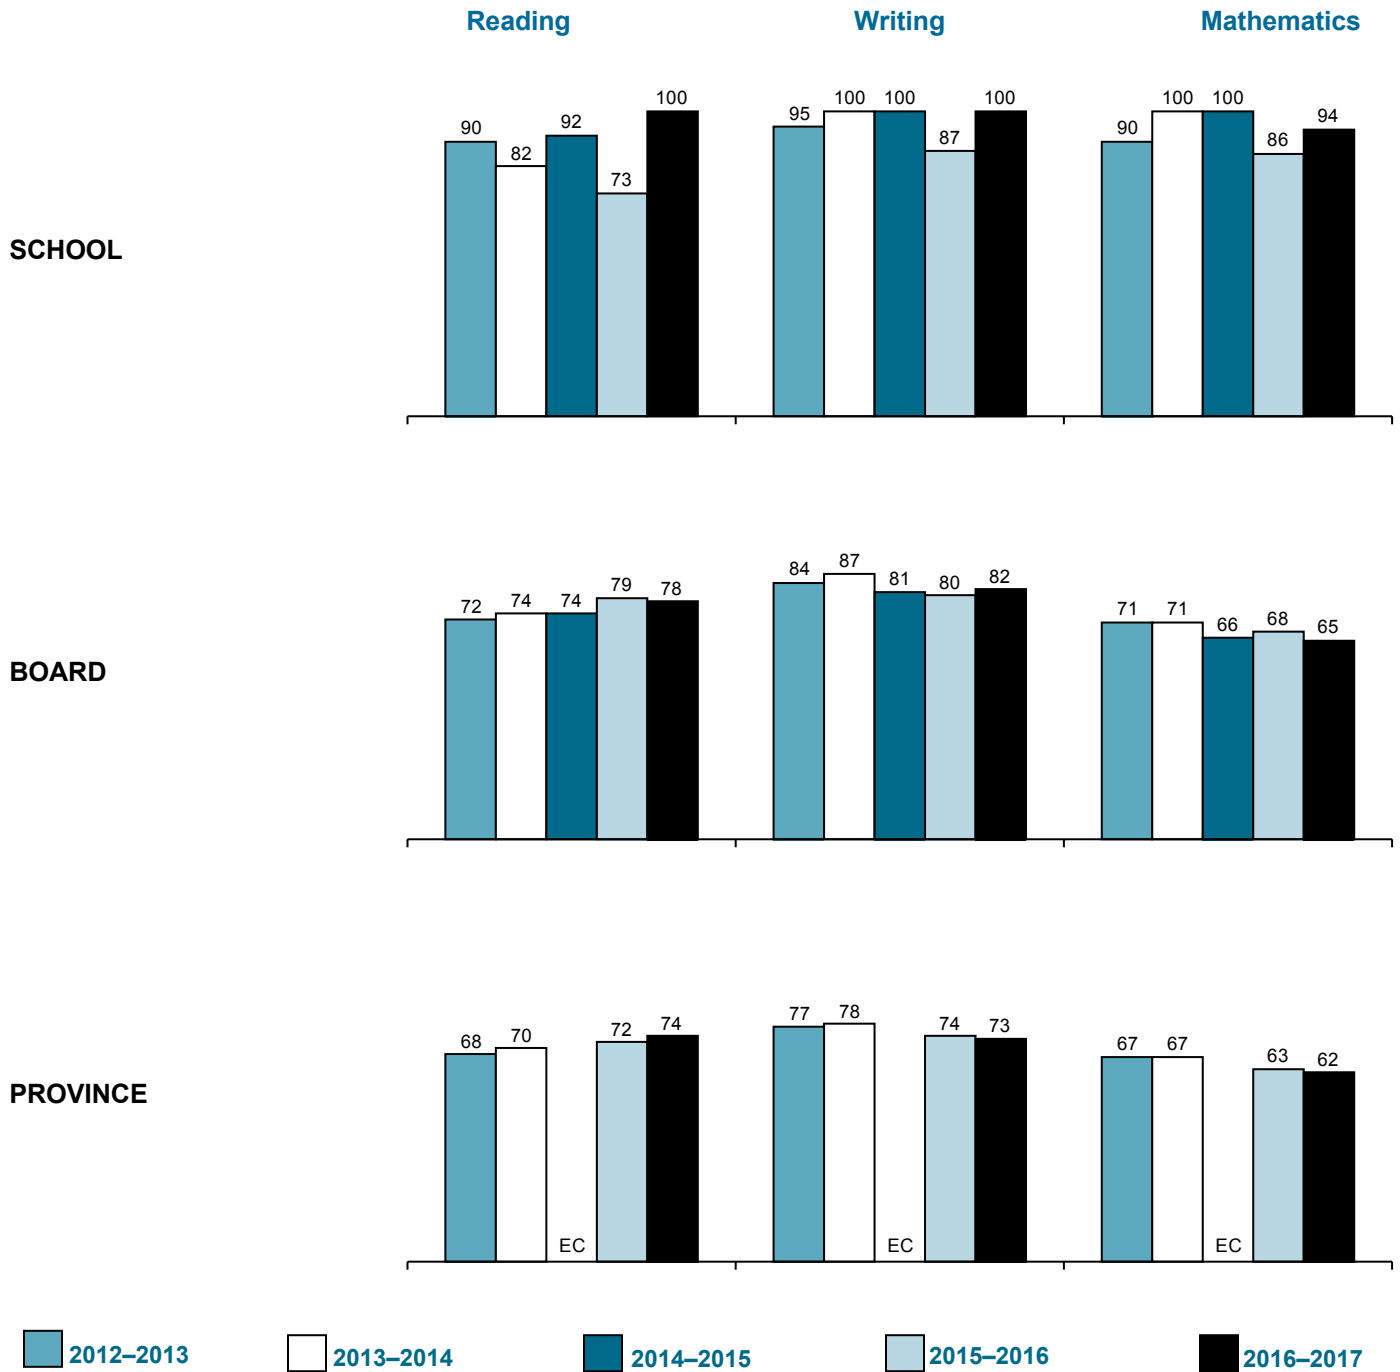 Reading Writing Mathematics
SCHOOL
90 82 92 73 100 95 100 100 87 100 90 100 100 86 94
BOARD
72 74 74 79 78 84 87 81 80 82 71 71 66 68 65
PROVINCE
68 70 EC 72 74 77 78 EC 74 73 67 67 EC 63 62
2012–2013 2013–2014 2014–2015 2015–2016 2016–2017